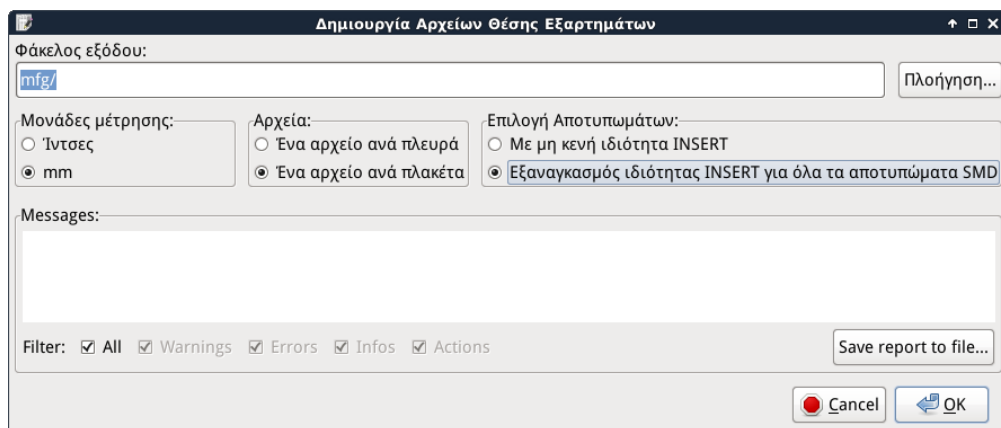 Δημιουργία Αρχείων Θέσης Εξαρτημάτων
Φάκελος εξόδου:
mfg/
Πλοήγηση...
Μονάδες μέτρησης:
Ίντσες
mm
Αρχεία:
Ένα αρχείο ανά πλευρά
Ένα αρχείο ανά πλακέτα
Επιλογή Αποτυπωμάτων:
Με μη κενή ιδιότητα INSERT
Εξαναγκασμός ιδιότητας INSERT για όλα τα αποτυπώματα SMD
Messages:
Filter: All Warnings Errors Infos Actions
Save report to file...
Cancel OK